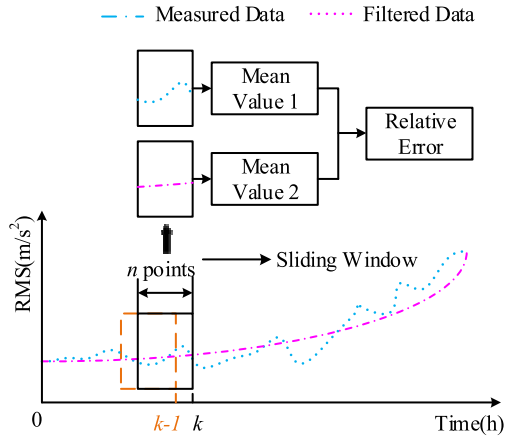 Measured Data
Filtered Data
Mean
Value 1
Relative
Error
Mean
Value 2
n points
Sliding Window
RMS(m/s²)
0
k-1
k
Time(h)